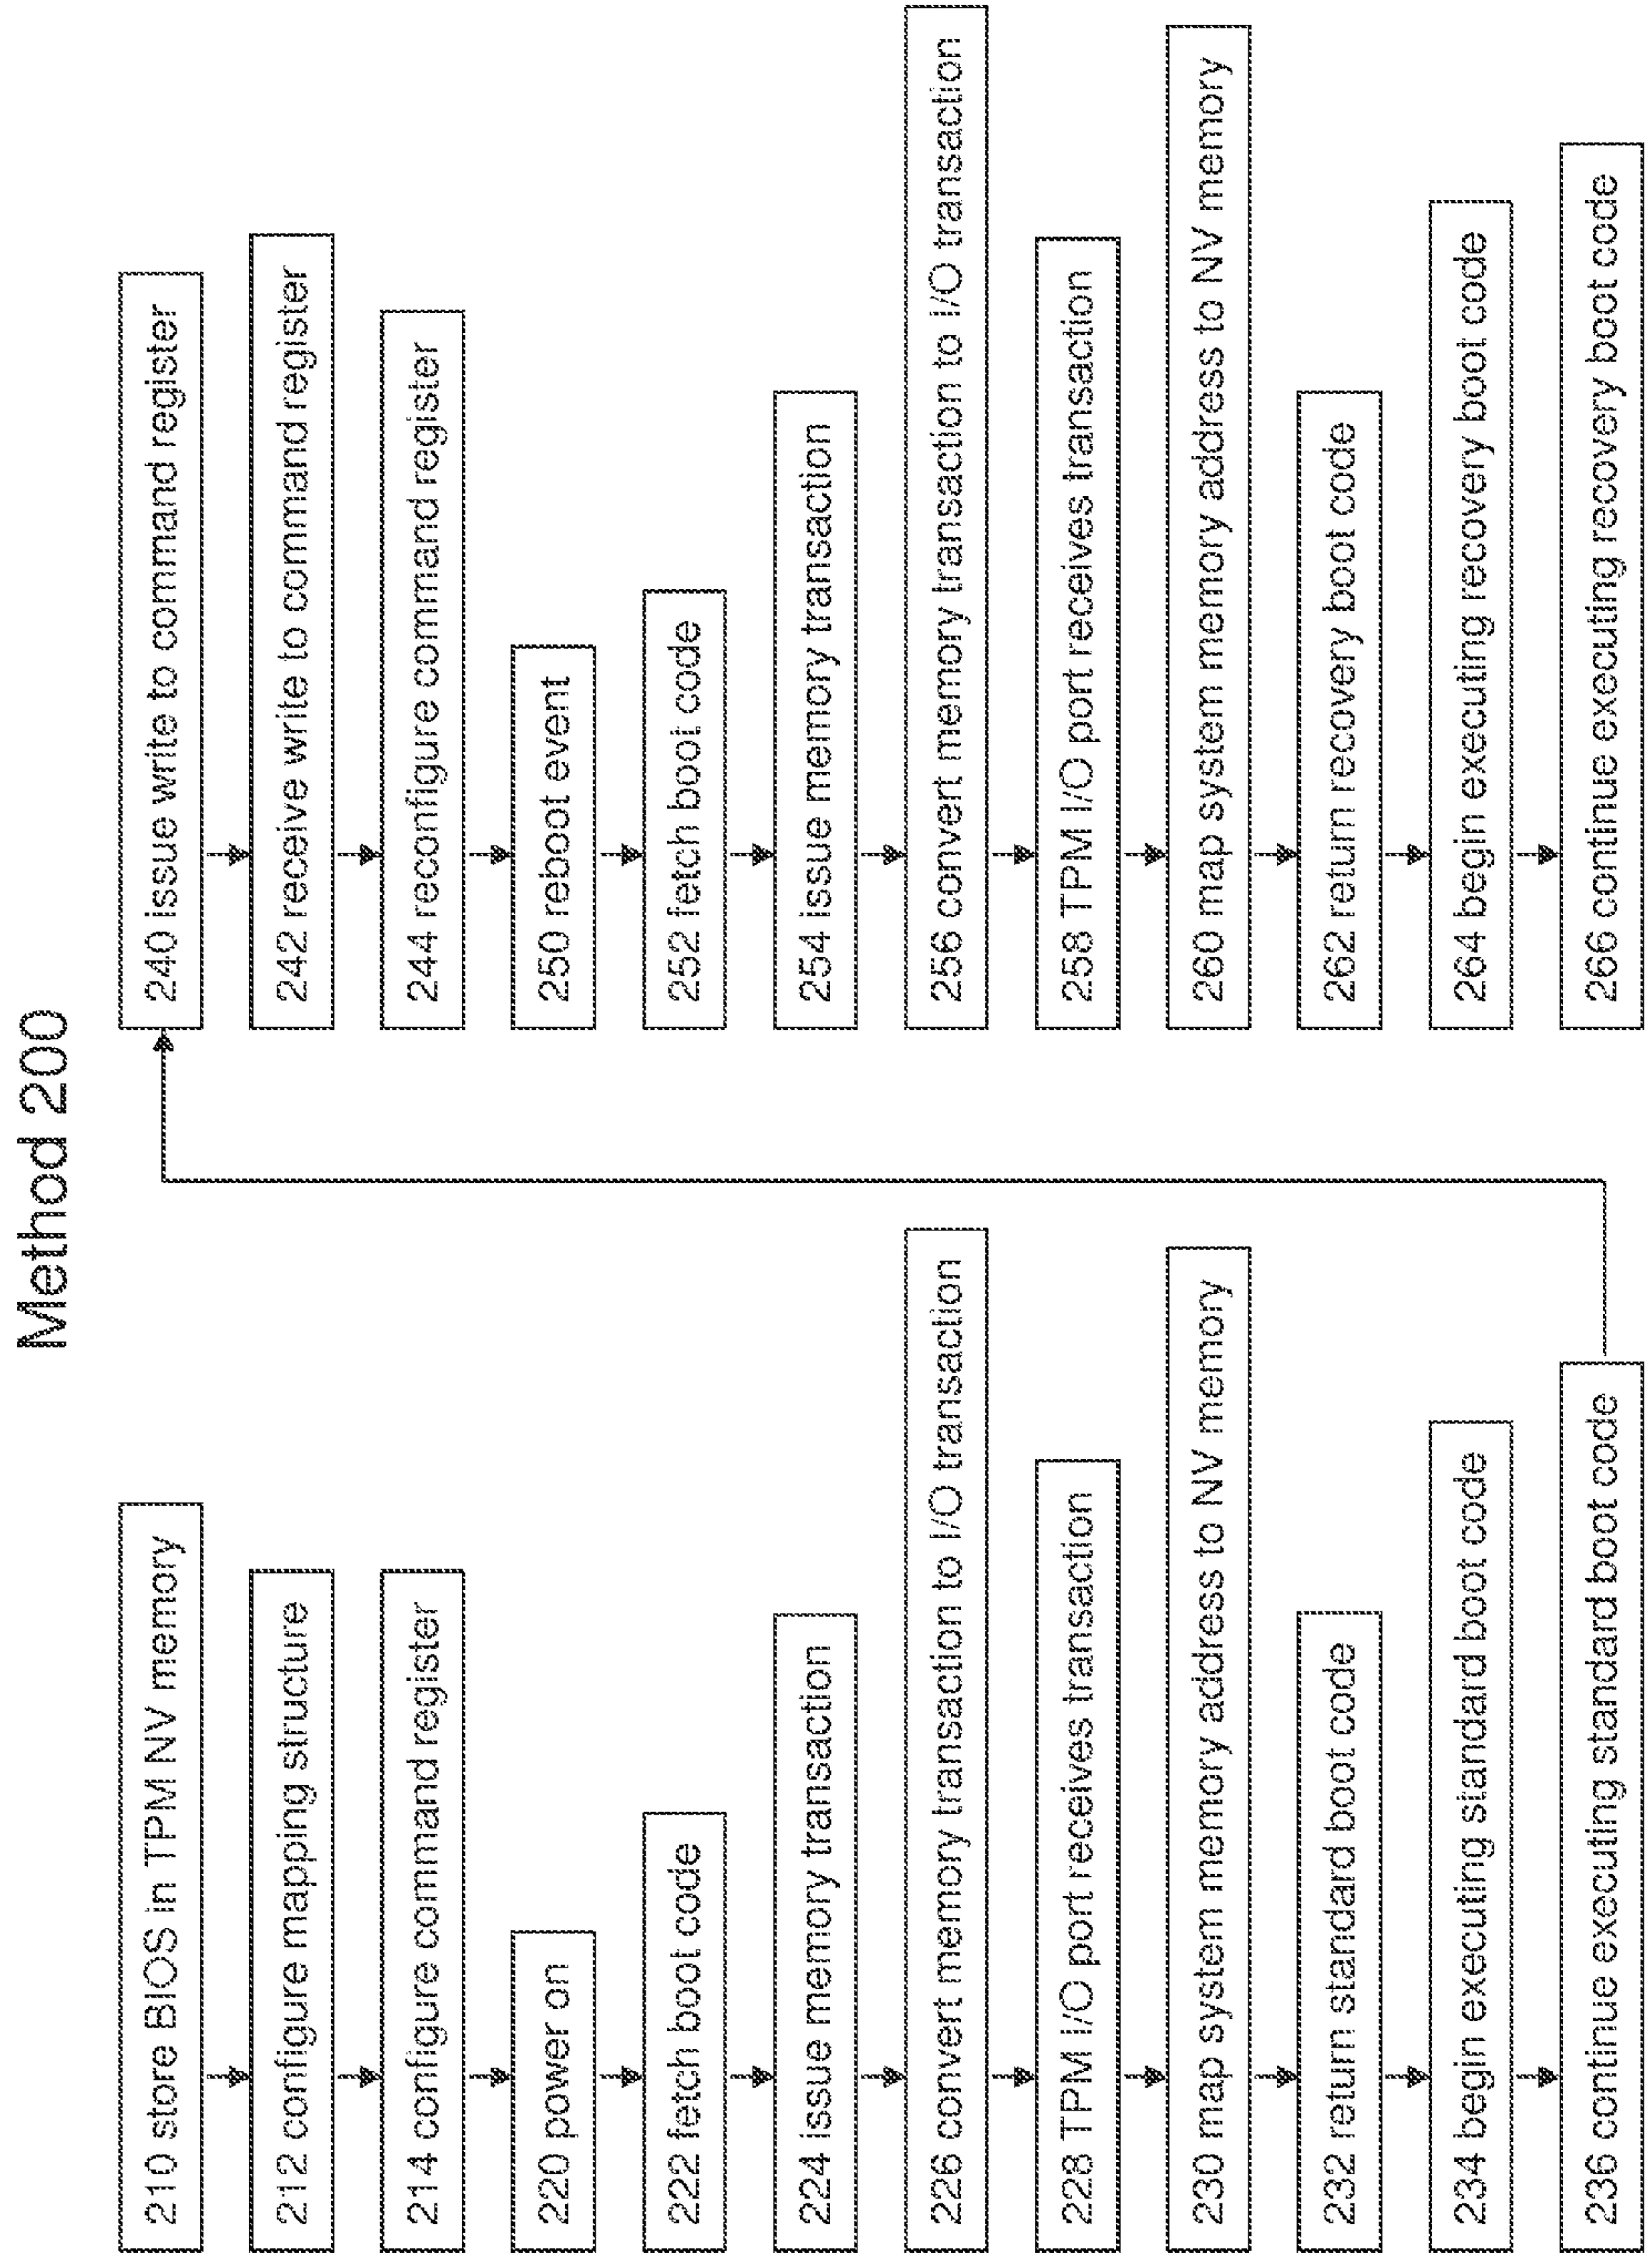 Method 200
210 store BIOS in TPM NV memory
212 configure mapping structure
214 configure command register
220 power on
222 fetch boot code
224 issue memory transaction
226 convert memory transaction to I/O transaction
228 TPM I/O port receives transaction
230 map system memory address to NV memory
232 return standard boot code
234 begin executing standard boot code
236 continue executing standard boot code
240 issue write to command register
242 receive write to command register
244 reconfigure command register
250 reboot event
252 fetch boot code
254 issue memory transaction
256 convert memory transaction to I/O transaction
258 TPM I/O port receives transaction
260 map system memory address to NV memory
262 return recovery boot code
264 begin executing recovery boot code
266 continue executing recovery boot code